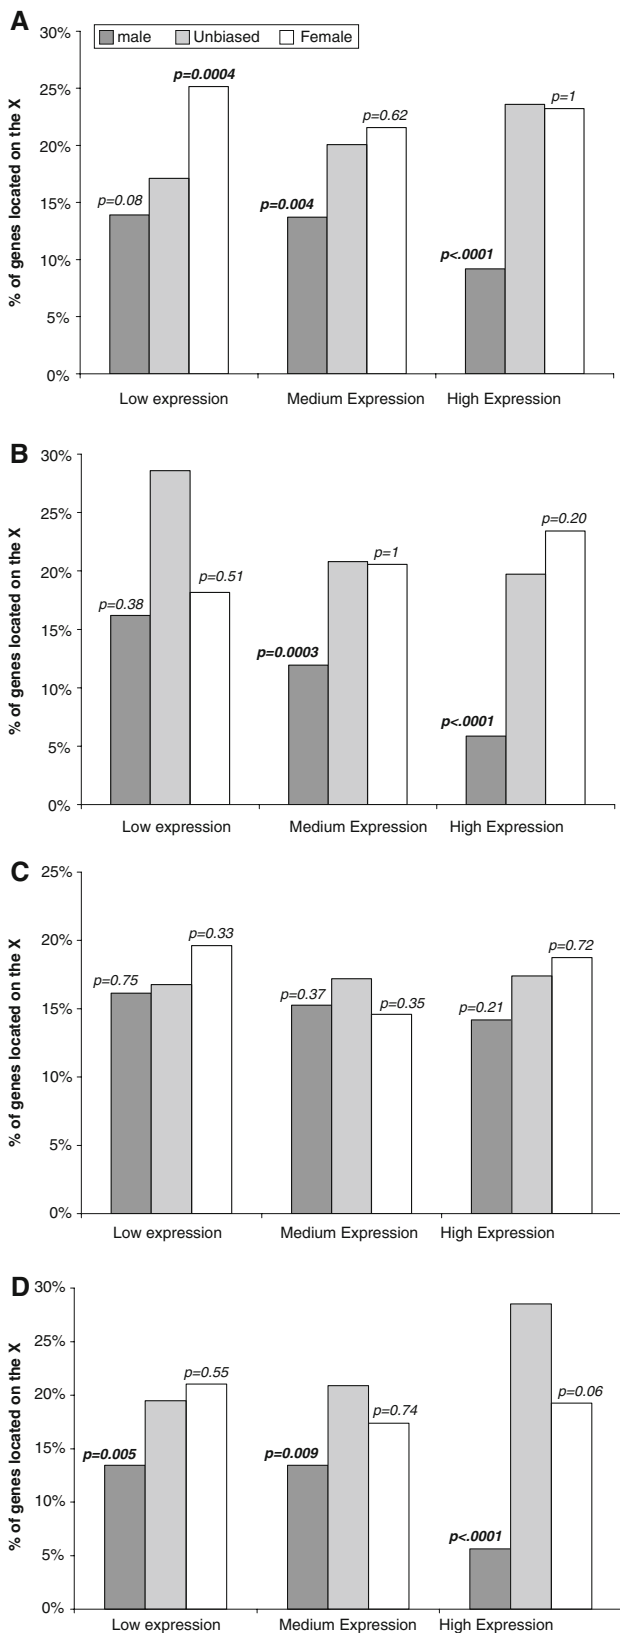 A
male Unbiased Female
% of genes located on the X
30%
25%
20%
15%
10%
5%
0%
p=0.08
p=0.0004
p=0.004
p=0.62
p<.0001
p=1
Low expression Medium Expression High Expression
B
% of genes located on the X
30%
25%
20%
15%
10%
5%
0%
p=0.38
p=0.51
p=0.0003
p=1
p<.0001
p=0.20
Low expression Medium Expression High Expression
C
% of genes located on the X
25%
20%
15%
10%
5%
0%
p=0.75
p=0.33
p=0.37
p=0.35
p=0.21
p=0.72
Low expression Medium Expression High Expression
D
% of genes located on the X
30%
25%
20%
15%
10%
5%
0%
p=0.005
p=0.55
p=0.009
p=0.74
p<.0001
p=0.06
Low expression Medium Expression High Expression